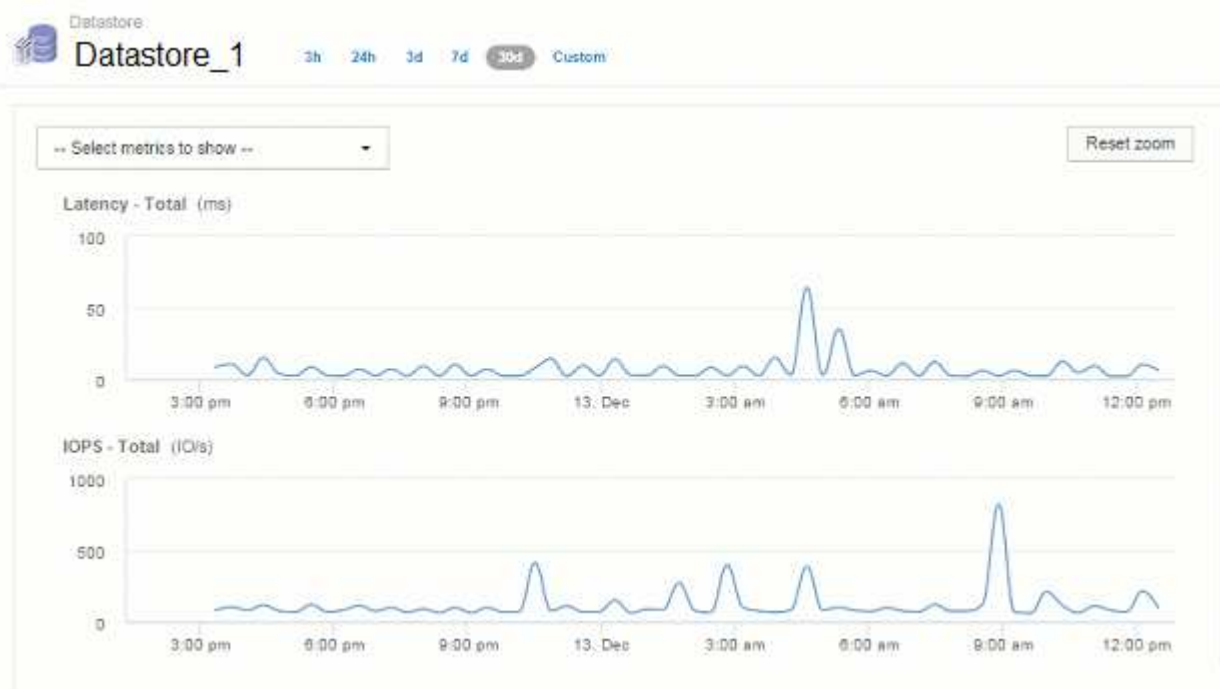 Datastore
Datastore_1
3h 24h 3d 7d 30d Custom
-- Select metrics to show --
Reset zoom
Latency - Total (ms)
100
50
0
3:00 pm 6:00 pm 9:00 pm 13. Dec 3:00 am 6:00 am 9:00 am 12:00 pm
IOPS - Total (IO/s)
1000
500
0
3:00 pm 6:00 pm 9:00 pm 13. Dec 3:00 am 6:00 am 9:00 am 12:00 pm